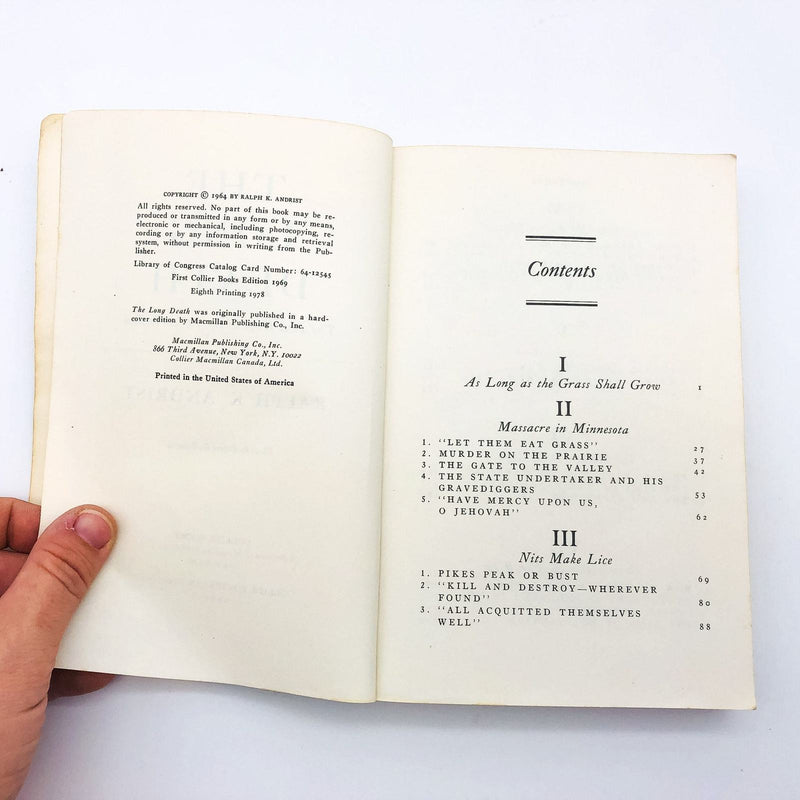 COPYRIGHT © 1964 BY RALPH K. ANDRIST
All rights reserved. No part of this book may be re-
produced or transmitted in any form or by any means,
electronic or mechanical, including photocopying, re-
cording or by any information storage and retrieval
system, without permission in writing from the Pub-
lisher.
Library of Congress Catalog Card Number: 64-12545
First Collier Books Edition 1969
Eighth Printing 1978
The Long Death was originally published in a hard-
cover edition by Macmillan Publishing Co., Inc.
Macmillan Publishing Co., Inc.
866 Third Avenue, New York, N.Y. 10022
Collier Macmillan Canada, Ltd.
Printed in the United States of America
Contents
I
As Long as the Grass Shall Grow 1
II
Massacre in Minnesota
1. "LET THEM EAT GRASS" 27
2. MURDER ON THE PRAIRIE 37
3. THE GATE TO THE VALLEY 42
4. THE STATE UNDERTAKER AND HIS
GRAVEDIGGERS 53
5. "HAVE MERCY UPON US,
O JEHOVAH" 62
III
Nits Make Lice
1. PIKES PEAK OR BUST 69
2. "KILL AND DESTROY—WHEREVER
FOUND" 80
3. "ALL ACQUITTED THEMSELVES
WELL" 88